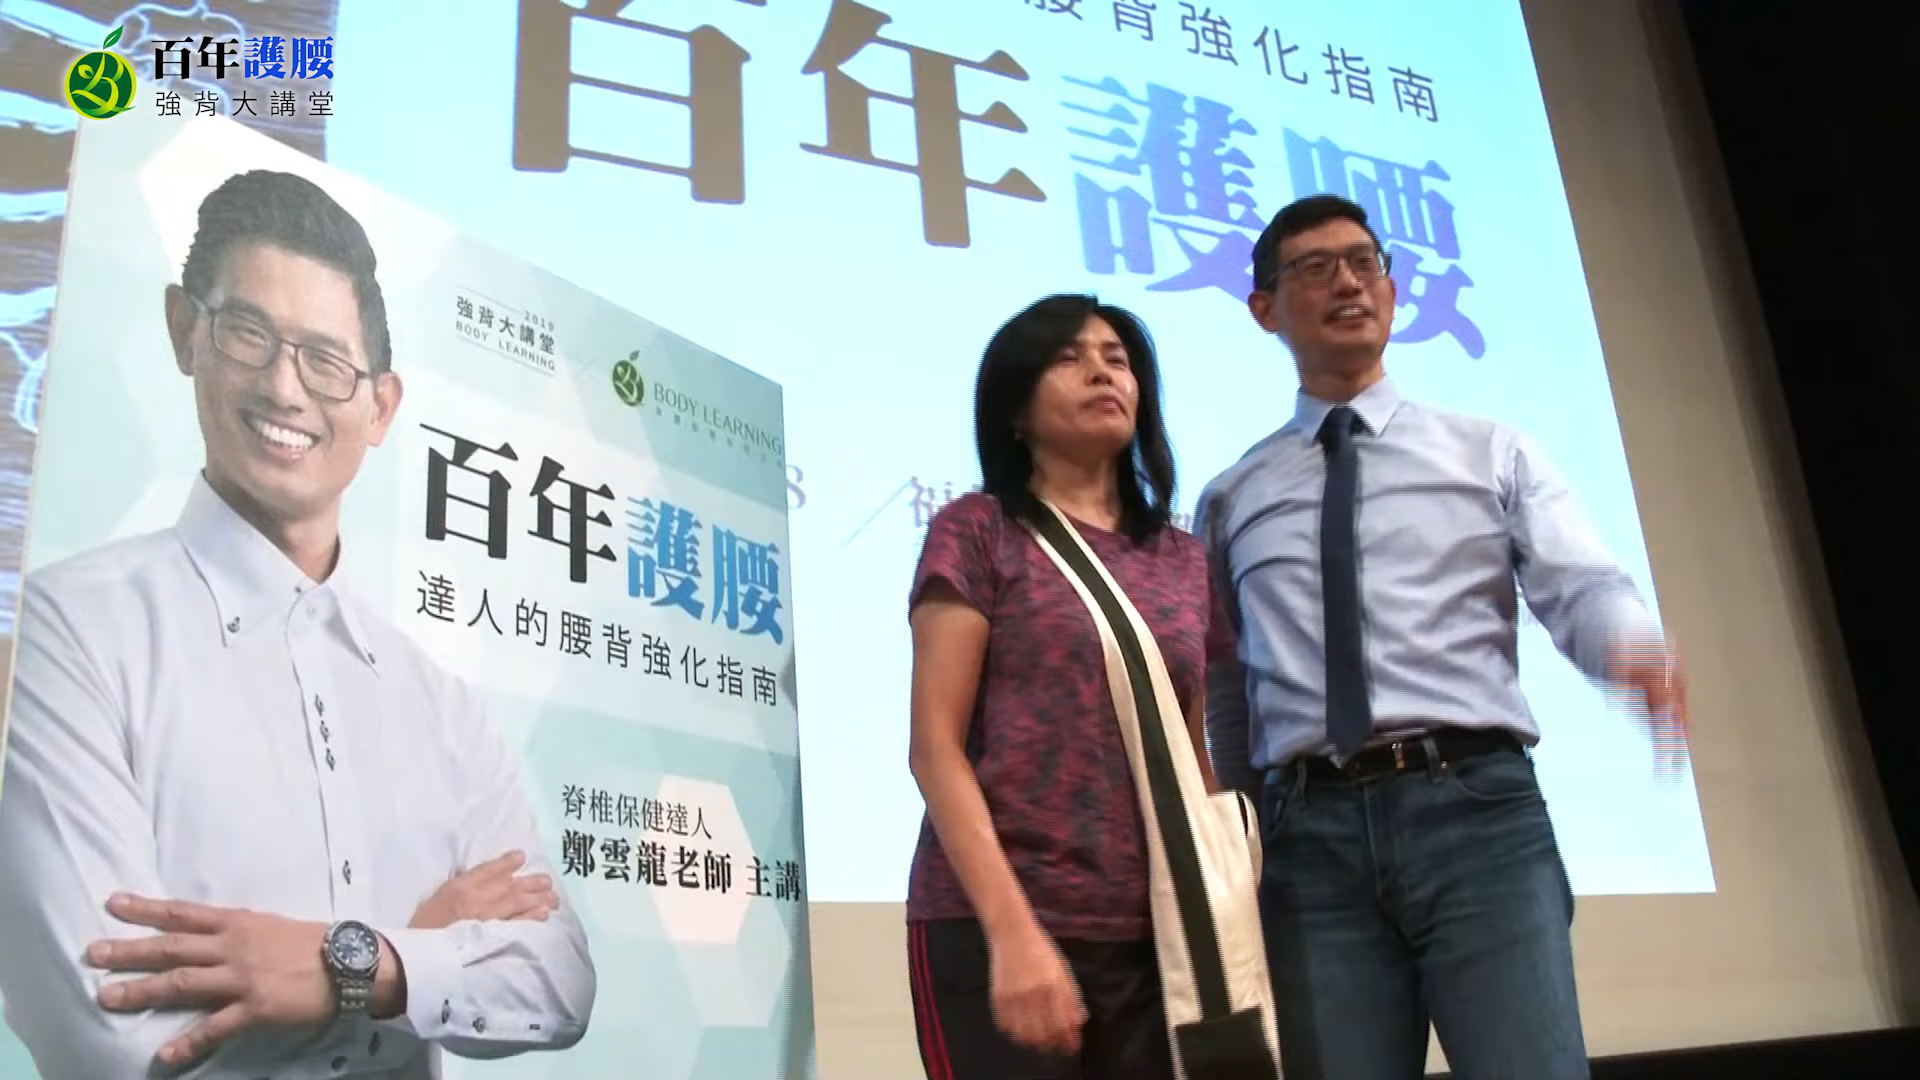 百年護腰
強背大講堂
腰背強化指南
百年護腰
2019
強背大講堂
BODY LEARNING
BODY LEARNING
百年護腰
達人的腰背強化指南
脊椎保健達人
鄭雲龍老師 主講
8
福